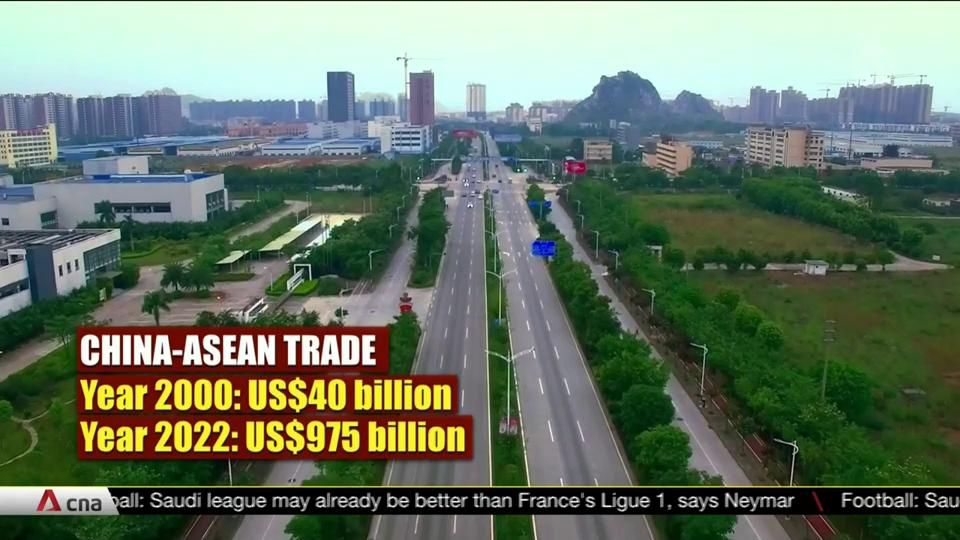 CHINA-ASEAN TRADE
Year 2000: US$40 billion
Year 2022: US$975 billion
cna
ball: Saudi league may already be better than France's Ligue 1, says Neymar \ Football: Sau